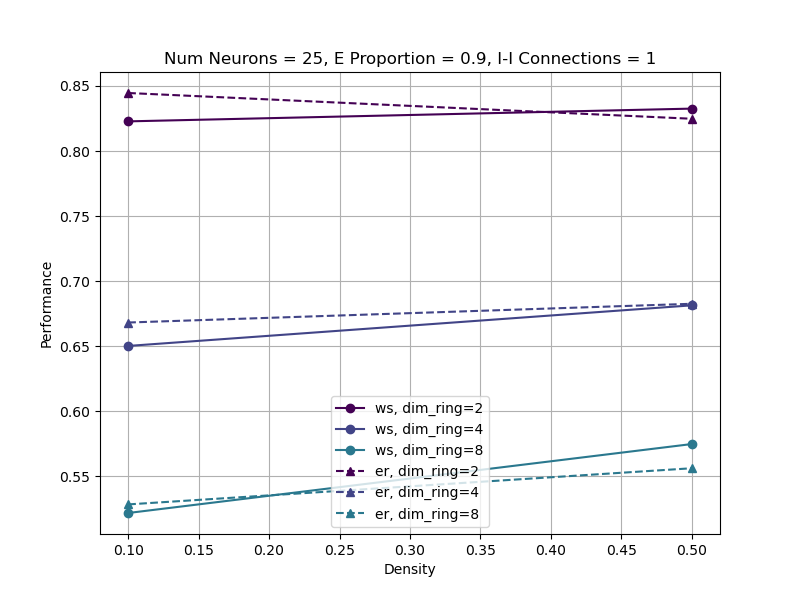 Num Neurons = 25, E Proportion = 0.9, I-I Connections = 1
0.85
0.80
0.75
0.70
0.65
0.60
0.55
Performance
ws, dim_ring=2
ws, dim_ring=4
ws, dim_ring=8
er, dim_ring=2
er, dim_ring=4
er, dim_ring=8
0.10 0.15 0.20 0.25 0.30 0.35 0.40 0.45 0.50
Density